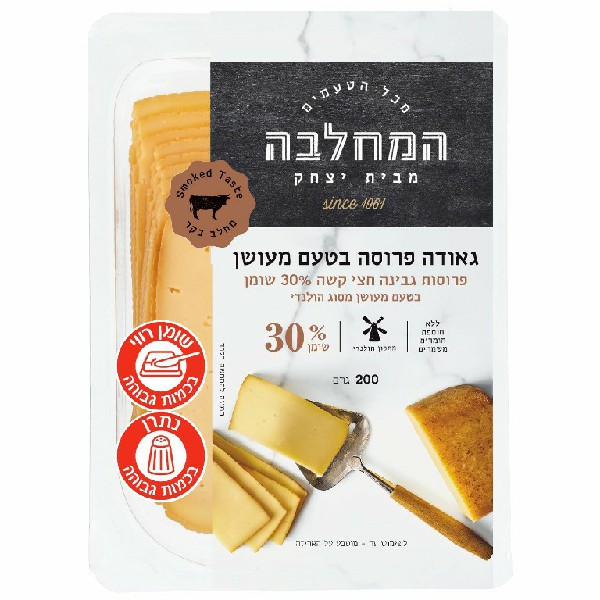 מכל הטעמים
המחלבה
מבית יצחק
since 1961
Smoked Taste
מחלב בקר
גאודה פרוסה בטעם מעושן
פרוסות גבינה חצי קשה 30% שומן
בטעם מעושן מסוג הולנדי
30%
שומן
מתכון הולנדי
ללא
תוספת
חומרים
משמרים
200 גרם
שומן רווי
בכמות גבוהה
נתרן
בכמות גבוהה